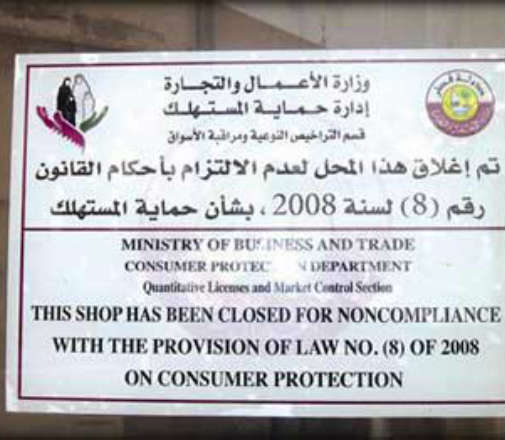 وزارة الأعمال والتجارة
إدارة حماية المستهلك
قسم التراخيص النوعية ومراقبة الأسواق
تم إغلاق هذا المحل لعدم الالتزام بأحكام القانون
رقم (8) لسنة 2008 ، بشأن حماية المستهلك
MINISTRY OF BUSINESS AND TRADE
CONSUMER DEPARTMENT
Quantitative Licenses and Market Control Section
THIS SHOP HAS BEEN CLOSED FOR NONCOMPLIANCE
WITH THE PROVISION OF LAW NO. (8) OF 2008
ON CONSUMER PROTECTION